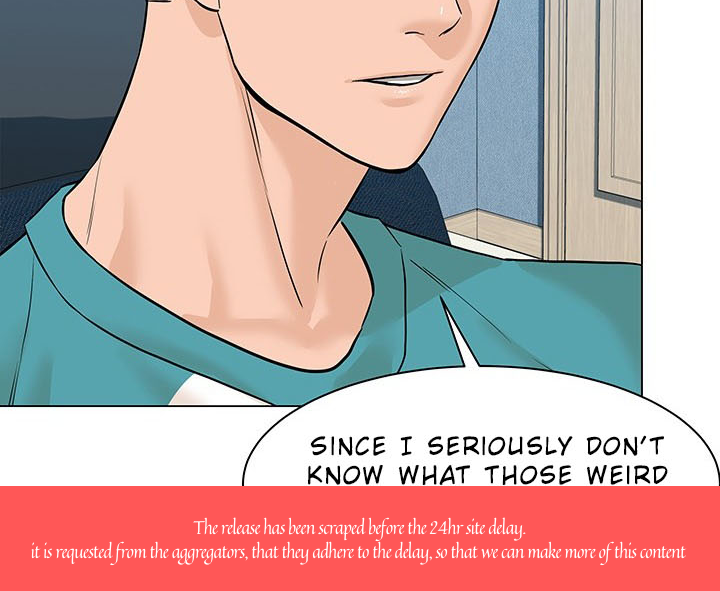 SINCE I SERIOUSLY DON'T
KNOW WHAT THOSE WEIRD
The release has been scraped before the 24hr site delay.
it is requested from the aggregators, that they adhere to the delay, so that we can make more of this content